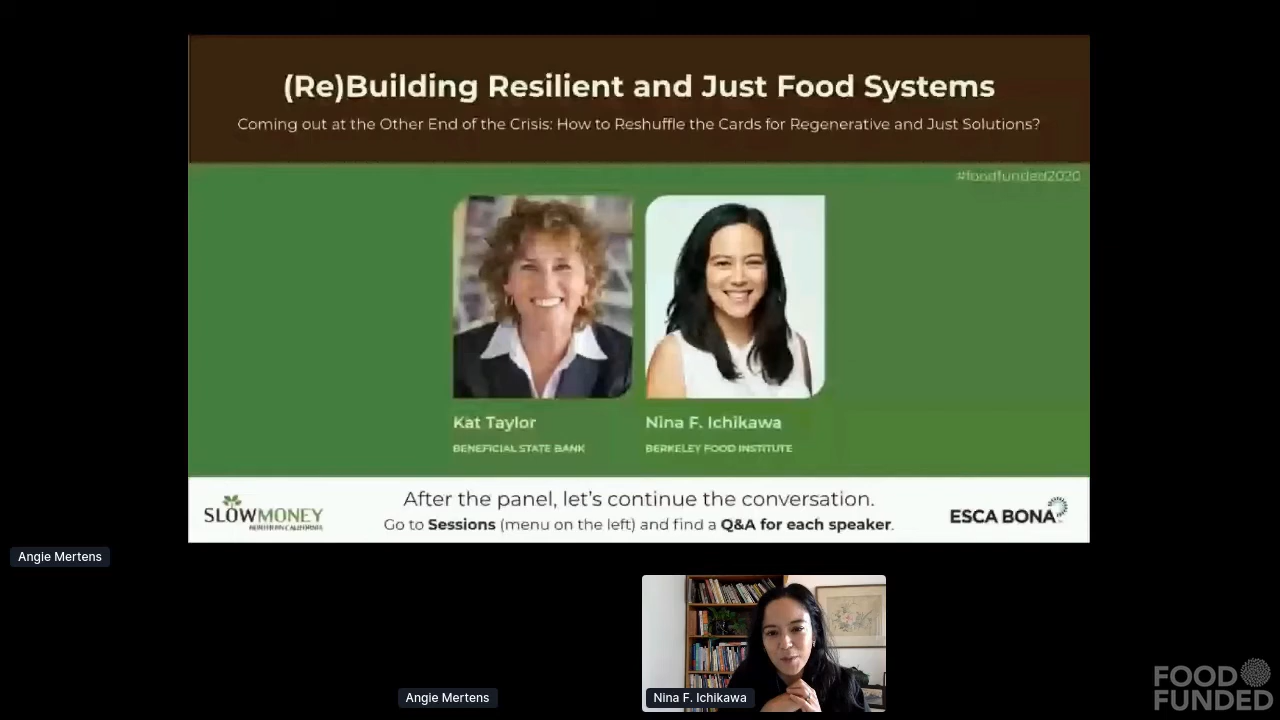 (Re)Building Resilient and Just Food Systems
Coming out at the Other End of the Crisis: How to Reshuffle the Cards for Regenerative and Just Solutions?
#foodfunded2020
Kat Taylor
BENEFICIAL STATE BANK
Nina F. Ichikawa
BERKELEY FOOD INSTITUTE
After the panel, let's continue the conversation.
Go to Sessions (menu on the left) and find a Q&A for each speaker.
SLOWMONEY
NORTHERN CALIFORNIA
ESCA BONA
Angie Mertens
Angie Mertens
Nina F. Ichikawa
FOOD
FUNDED